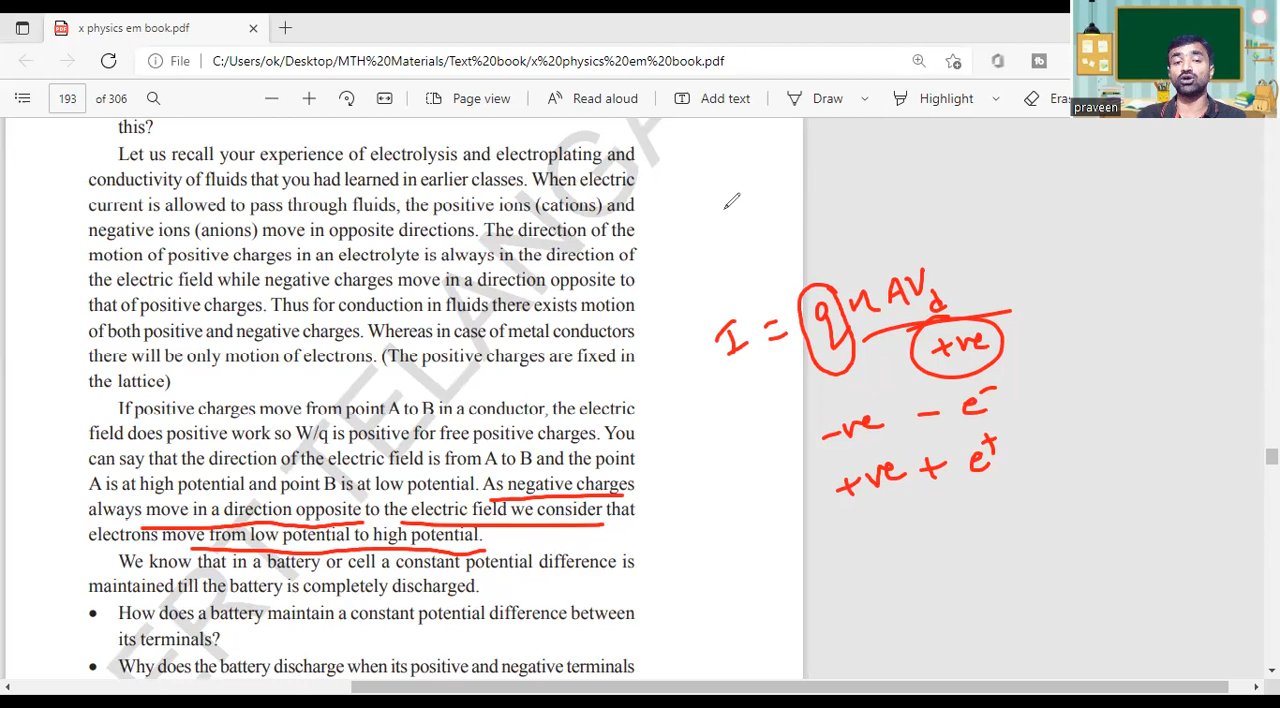 x physics em book.pdf
File C:/Users/ok/Desktop/MTH%20Materials/Text%20book/x%20physics%20em%20book.pdf
193 of 306 Page view Read aloud Add text Draw Highlight Eras
praveen
this?
Let us recall your experience of electrolysis and electroplating and
conductivity of fluids that you had learned in earlier classes. When electric
current is allowed to pass through fluids, the positive ions (cations) and
negative ions (anions) move in opposite directions. The direction of the
motion of positive charges in an electrolyte is always in the direction of
the electric field while negative charges move in a direction opposite to
that of positive charges. Thus for conduction in fluids there exists motion
of both positive and negative charges. Whereas in case of metal conductors
there will be only motion of electrons. (The positive charges are fixed in
the lattice)
If positive charges move from point A to B in a conductor, the electric
field does positive work so W/q is positive for free positive charges. You
can say that the direction of the electric field is from A to B and the point
A is at high potential and point B is at low potential. As negative charges
always move in a direction opposite to the electric field we consider that
electrons move from low potential to high potential.
We know that in a battery or cell a constant potential difference is
maintained till the battery is completely discharged.
• How does a battery maintain a constant potential difference between
its terminals?
• Why does the battery discharge when its positive and negative terminals
ERT TELANGA
I = q n A Vd
+ve
-ve - e⁻
+ve + e⁺